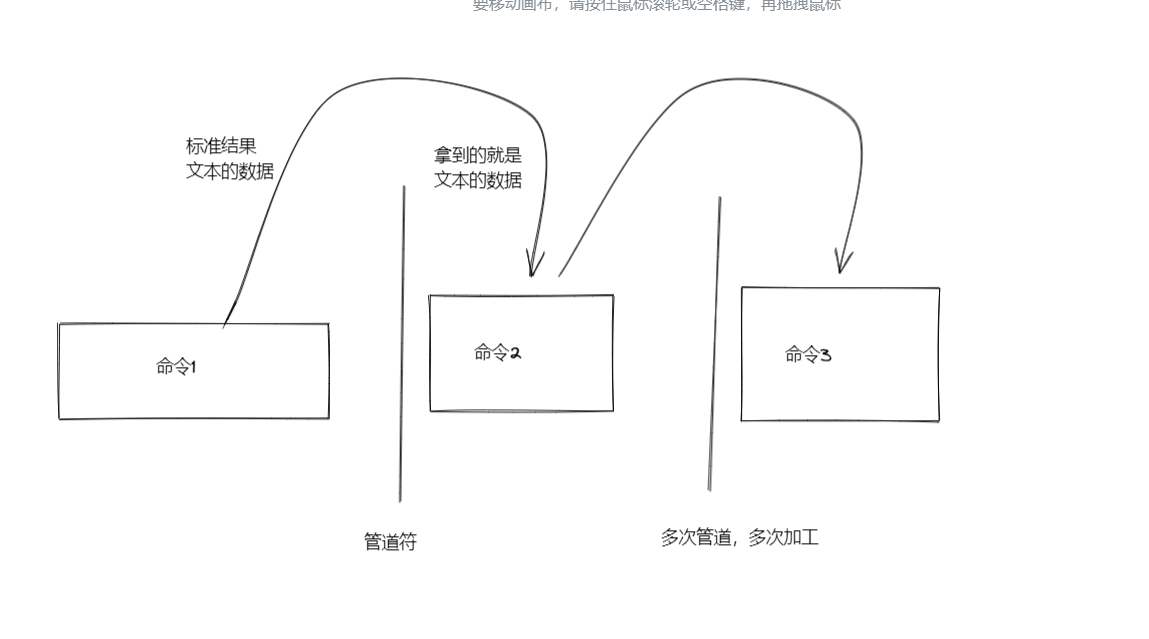 要移动画布，请按住鼠标滚轮或空格键，再拖拽鼠标
标准结果
文本的数据
拿到的就是
文本的数据
命令1
命令2
命令3
管道符
多次管道，多次加工